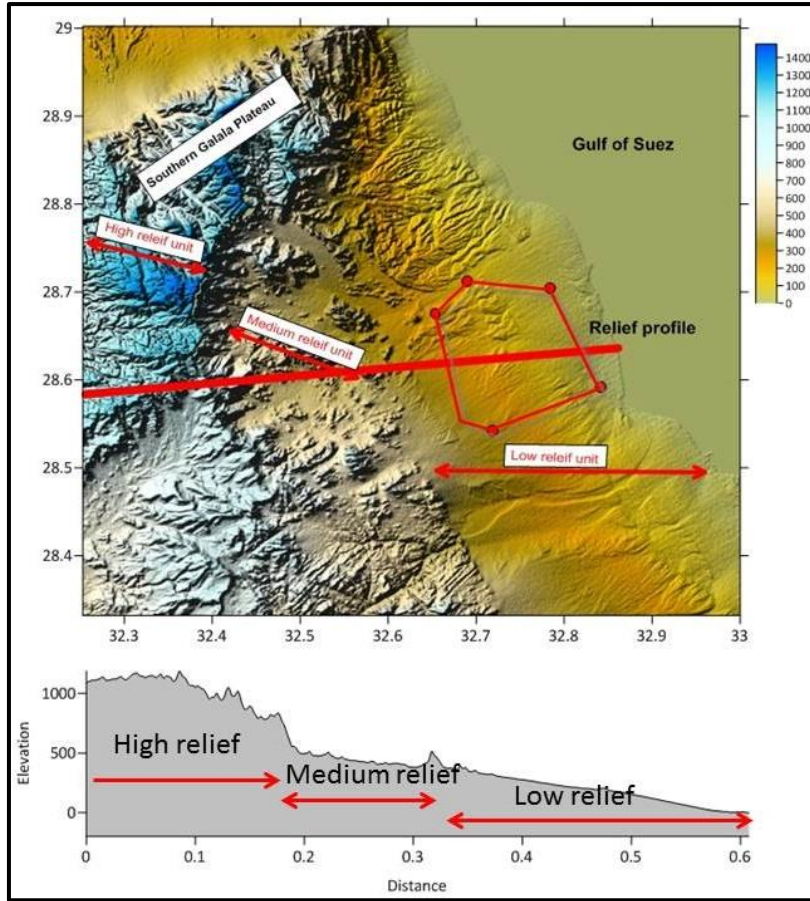 29
28.9
28.8
28.7
28.6
28.5
28.4
32.3 32.4 32.5 32.6 32.7 32.8 32.9 33
Southern Galala Plateau
Gulf of Suez
High releif unit
Medium releif unit
Relief profile
Low releif unit
1400
1300
1200
1100
1000
900
800
700
600
500
400
300
200
100
0
Elevation
1000
500
0
High relief
Medium relief
Low relief
0 0.1 0.2 0.3 0.4 0.5 0.6
Distance